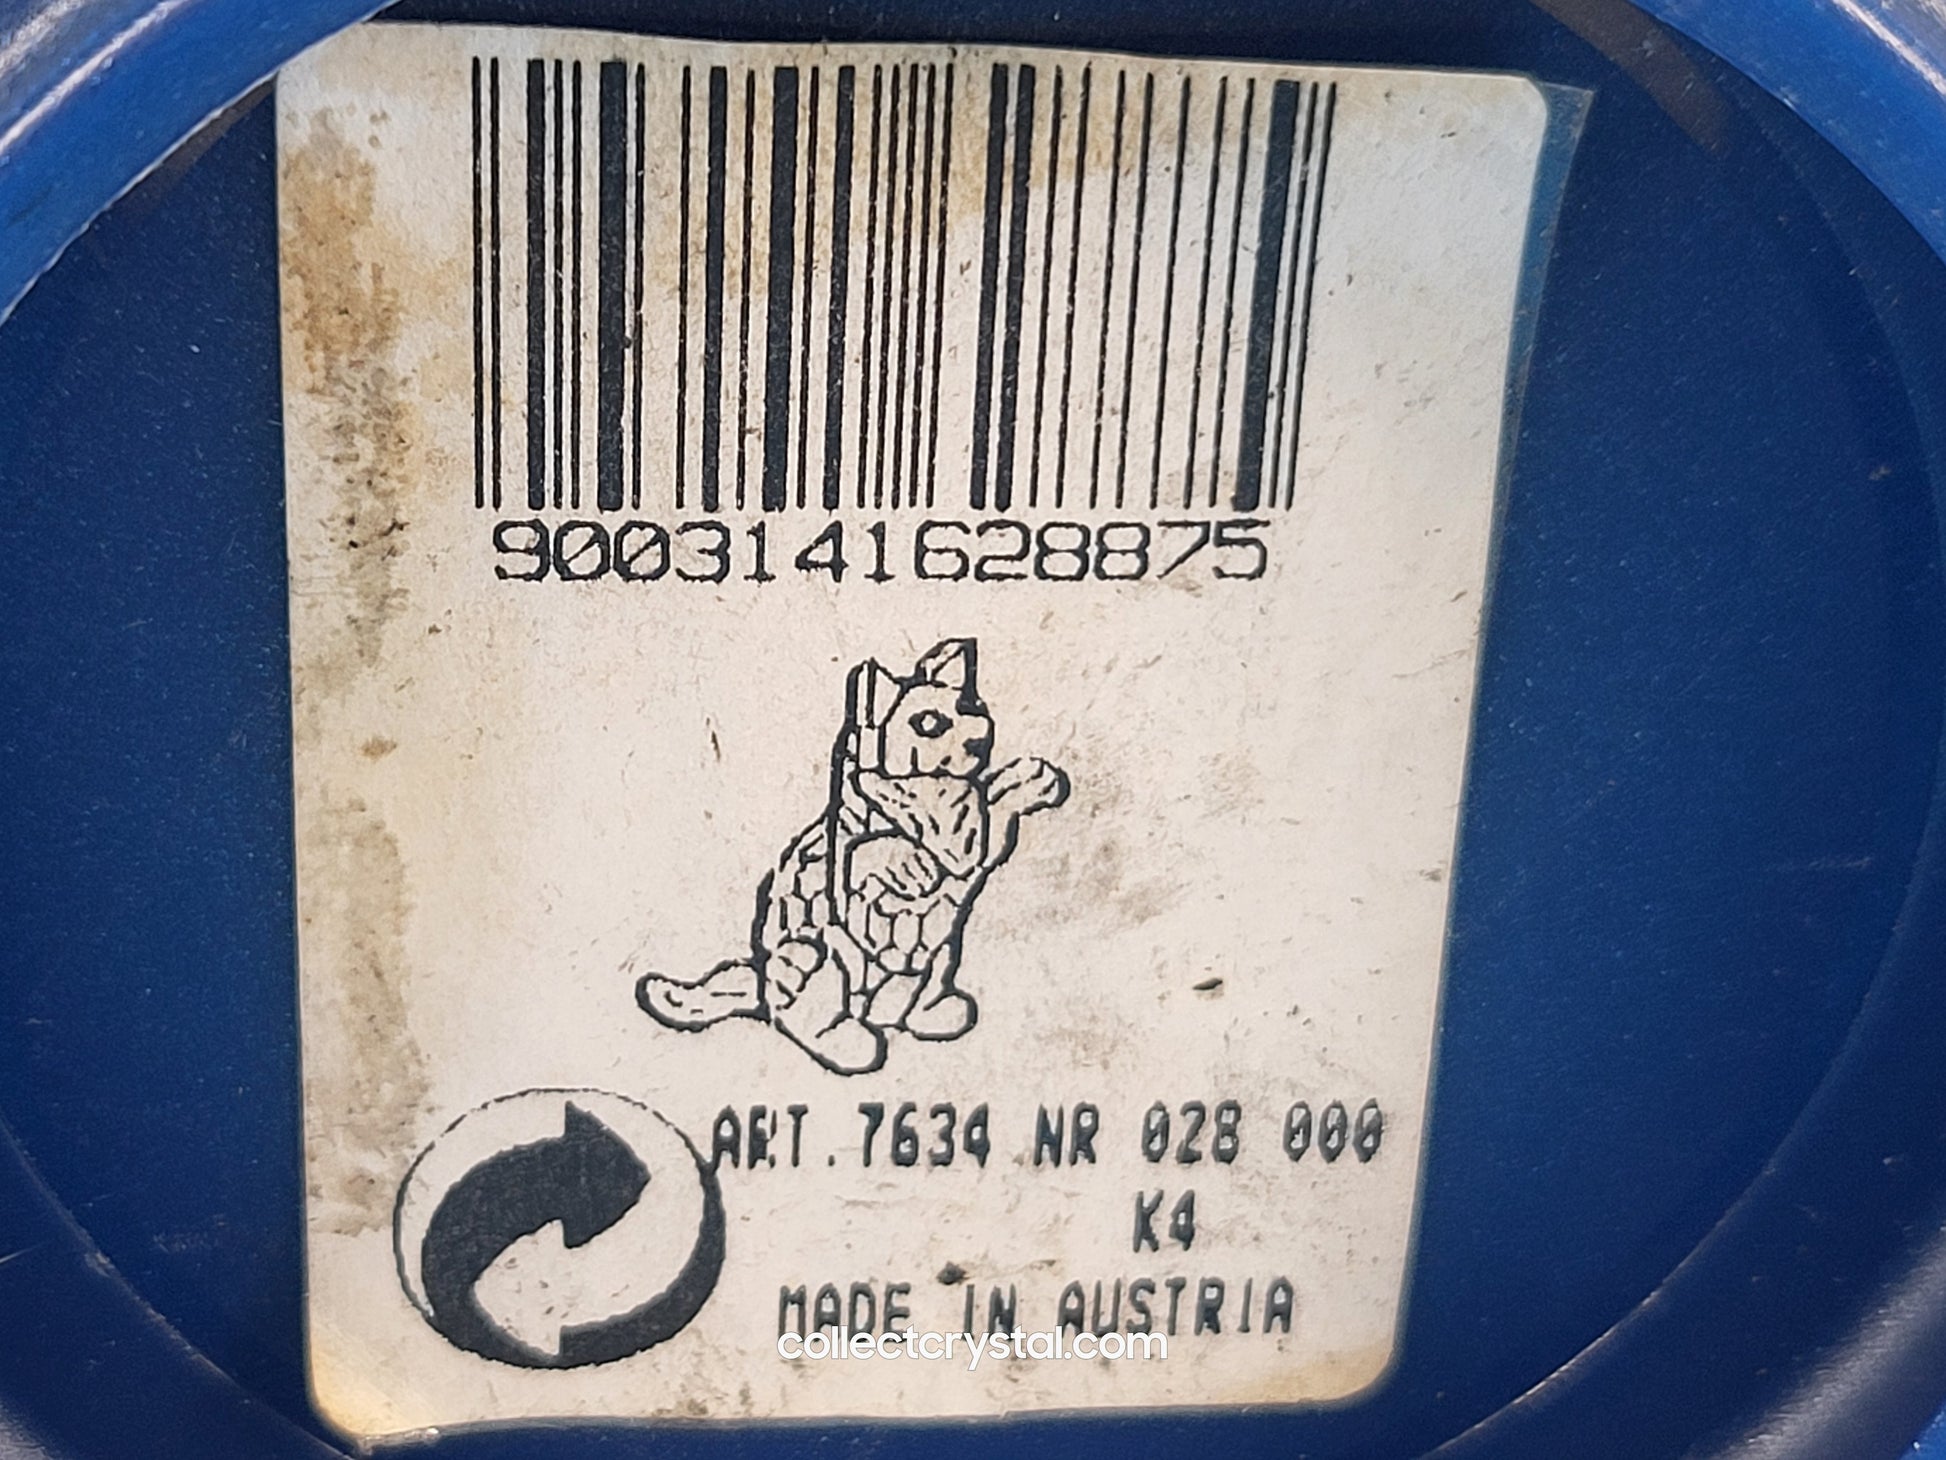 9003141628875
ART.7634 NR 028 000
K4
MADE IN AUSTRIA
collectcrystal.com